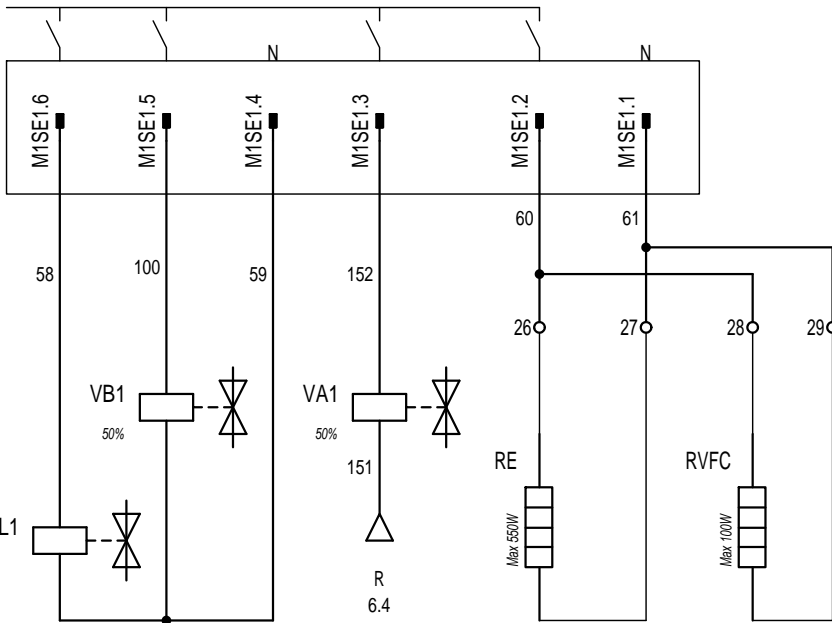 N
N
M1SE1.6
M1SE1.5
M1SE1.4
M1SE1.3
M1SE1.2
M1SE1.1
60
61
58
100
59
152
26
27
28
29
VB1
50%
VA1
50%
151
RE
RVFC
L1
Max 550W
Max 100W
R
6.4